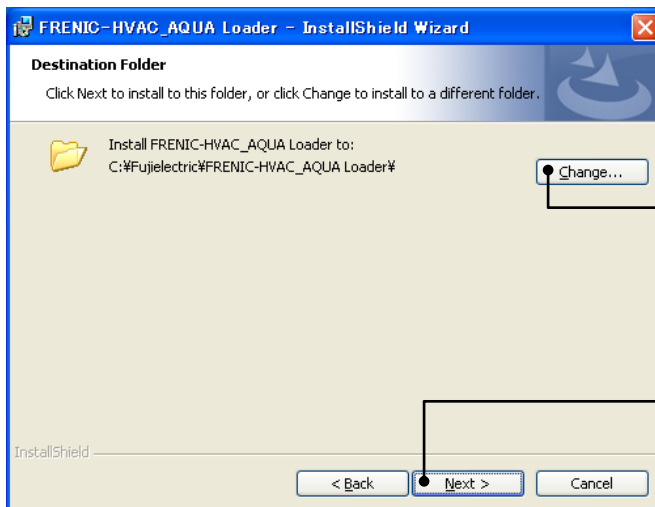 FRENIC-HVAC_AQUA Loader - InstallShield Wizard
Destination Folder
Click Next to install to this folder, or click Change to install to a different folder.
Install FRENIC-HVAC_AQUA Loader to:
C:¥Fujielectric¥FRENIC-HVAC_AQUA Loader¥
Change...
InstallShield
< Back
Next >
Cancel